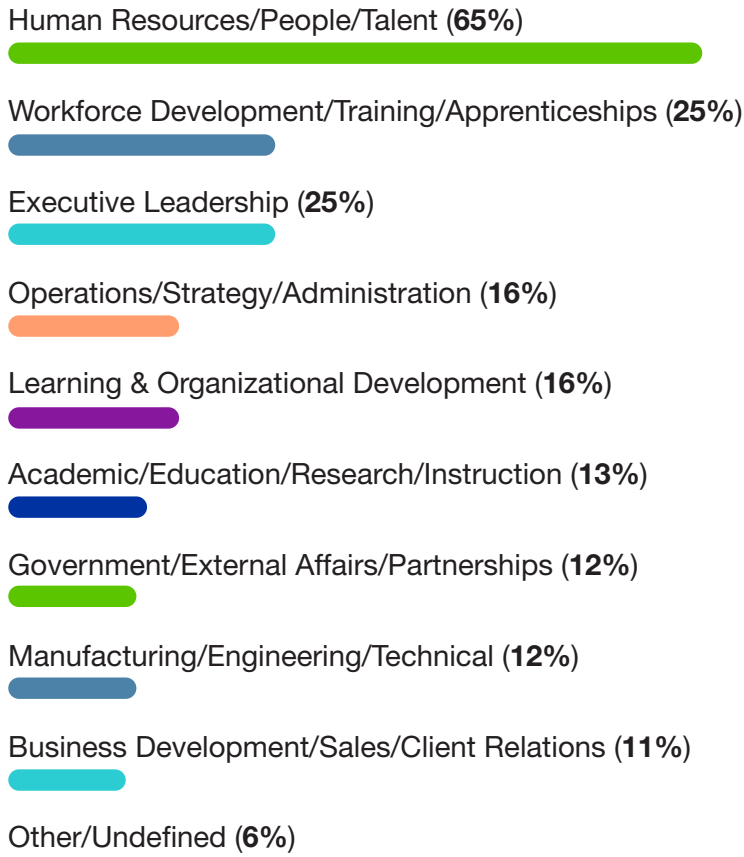 Human Resources/People/Talent (65%)
Workforce Development/Training/Apprenticeships (25%)
Executive Leadership (25%)
Operations/Strategy/Administration (16%)
Learning & Organizational Development (16%)
Academic/Education/Research/Instruction (13%)
Government/External Affairs/Partnerships (12%)
Manufacturing/Engineering/Technical (12%)
Business Development/Sales/Client Relations (11%)
Other/Undefined (6%)